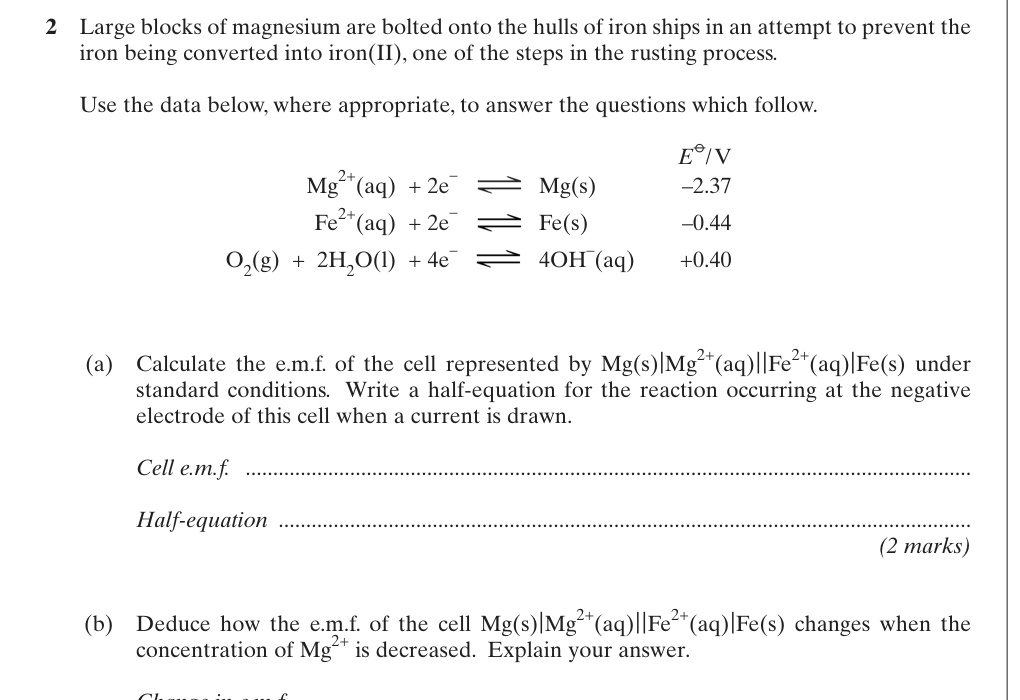 2 Large blocks of magnesium are bolted onto the hulls of iron ships in an attempt to prevent the
iron being converted into iron(II), one of the steps in the rusting process.
Use the data below, where appropriate, to answer the questions which follow.
E⦵/V
Mg²⁺(aq) + 2e⁻ ⇌ Mg(s) –2.37
Fe²⁺(aq) + 2e⁻ ⇌ Fe(s) –0.44
O₂(g) + 2H₂O(l) + 4e⁻ ⇌ 4OH⁻(aq) +0.40
(a) Calculate the e.m.f. of the cell represented by Mg(s)|Mg²⁺(aq)||Fe²⁺(aq)|Fe(s) under
standard conditions. Write a half-equation for the reaction occurring at the negative
electrode of this cell when a current is drawn.
Cell e.m.f. ....................................................................................................
Half-equation ....................................................................................................
(2 marks)
(b) Deduce how the e.m.f. of the cell Mg(s)|Mg²⁺(aq)||Fe²⁺(aq)|Fe(s) changes when the
concentration of Mg²⁺ is decreased. Explain your answer.